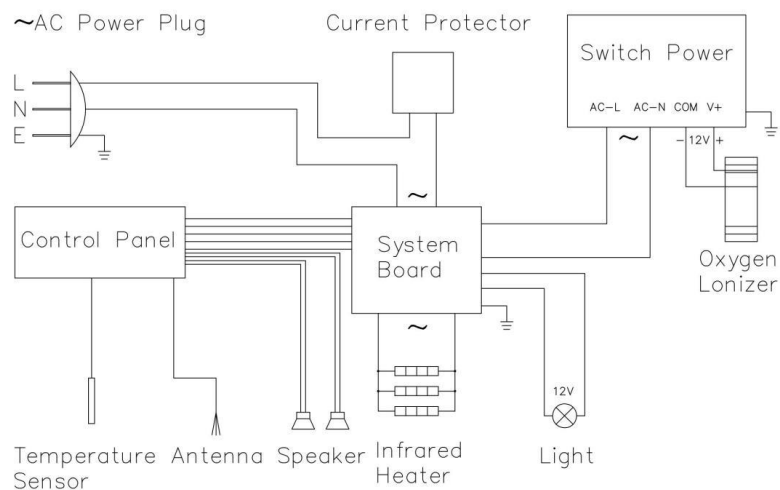 ~AC Power Plug
Current Protector
Switch Power
L
N
E
AC-L AC-N COM V+
~
- 12V +
~
Control Panel
System
Board
Oxygen
Lonizer
~
12V
Temperature
Sensor
Antenna
Speaker
Infrared
Heater
Light